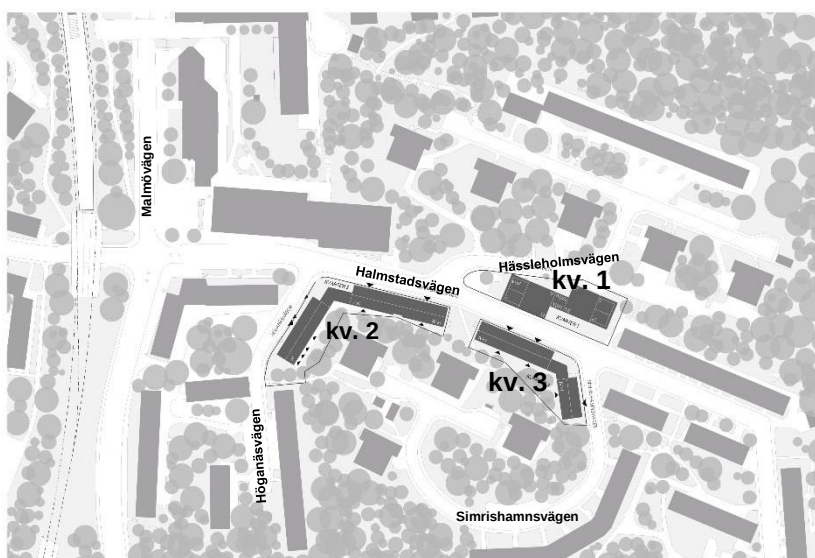 Malmövägen
Hässleholmsvägen
kv. 1
Halmstadsvägen
kv. 2
kv. 3
Höganäsvägen
Simrishamnsvägen